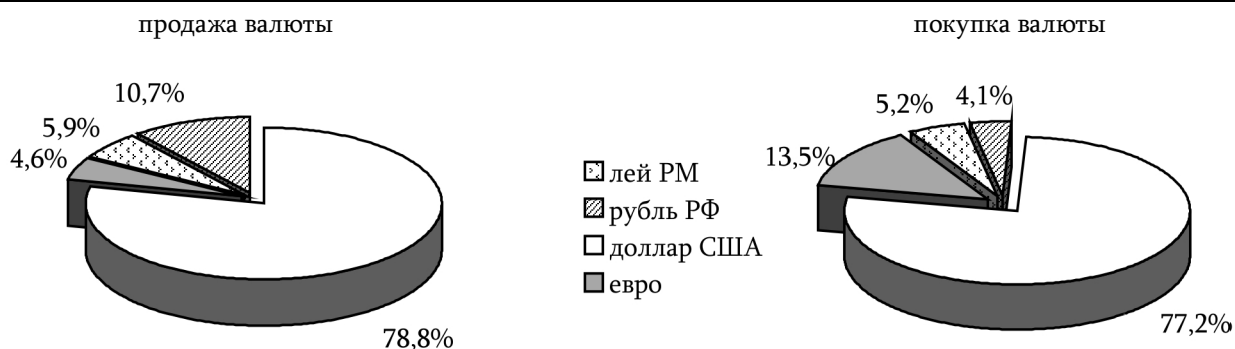 продажа валюты
покупка валюты
10,7%
5,9%
4,6%
78,8%
лей РМ
рубль РФ
доллар США
евро
5,2%
4,1%
13,5%
77,2%